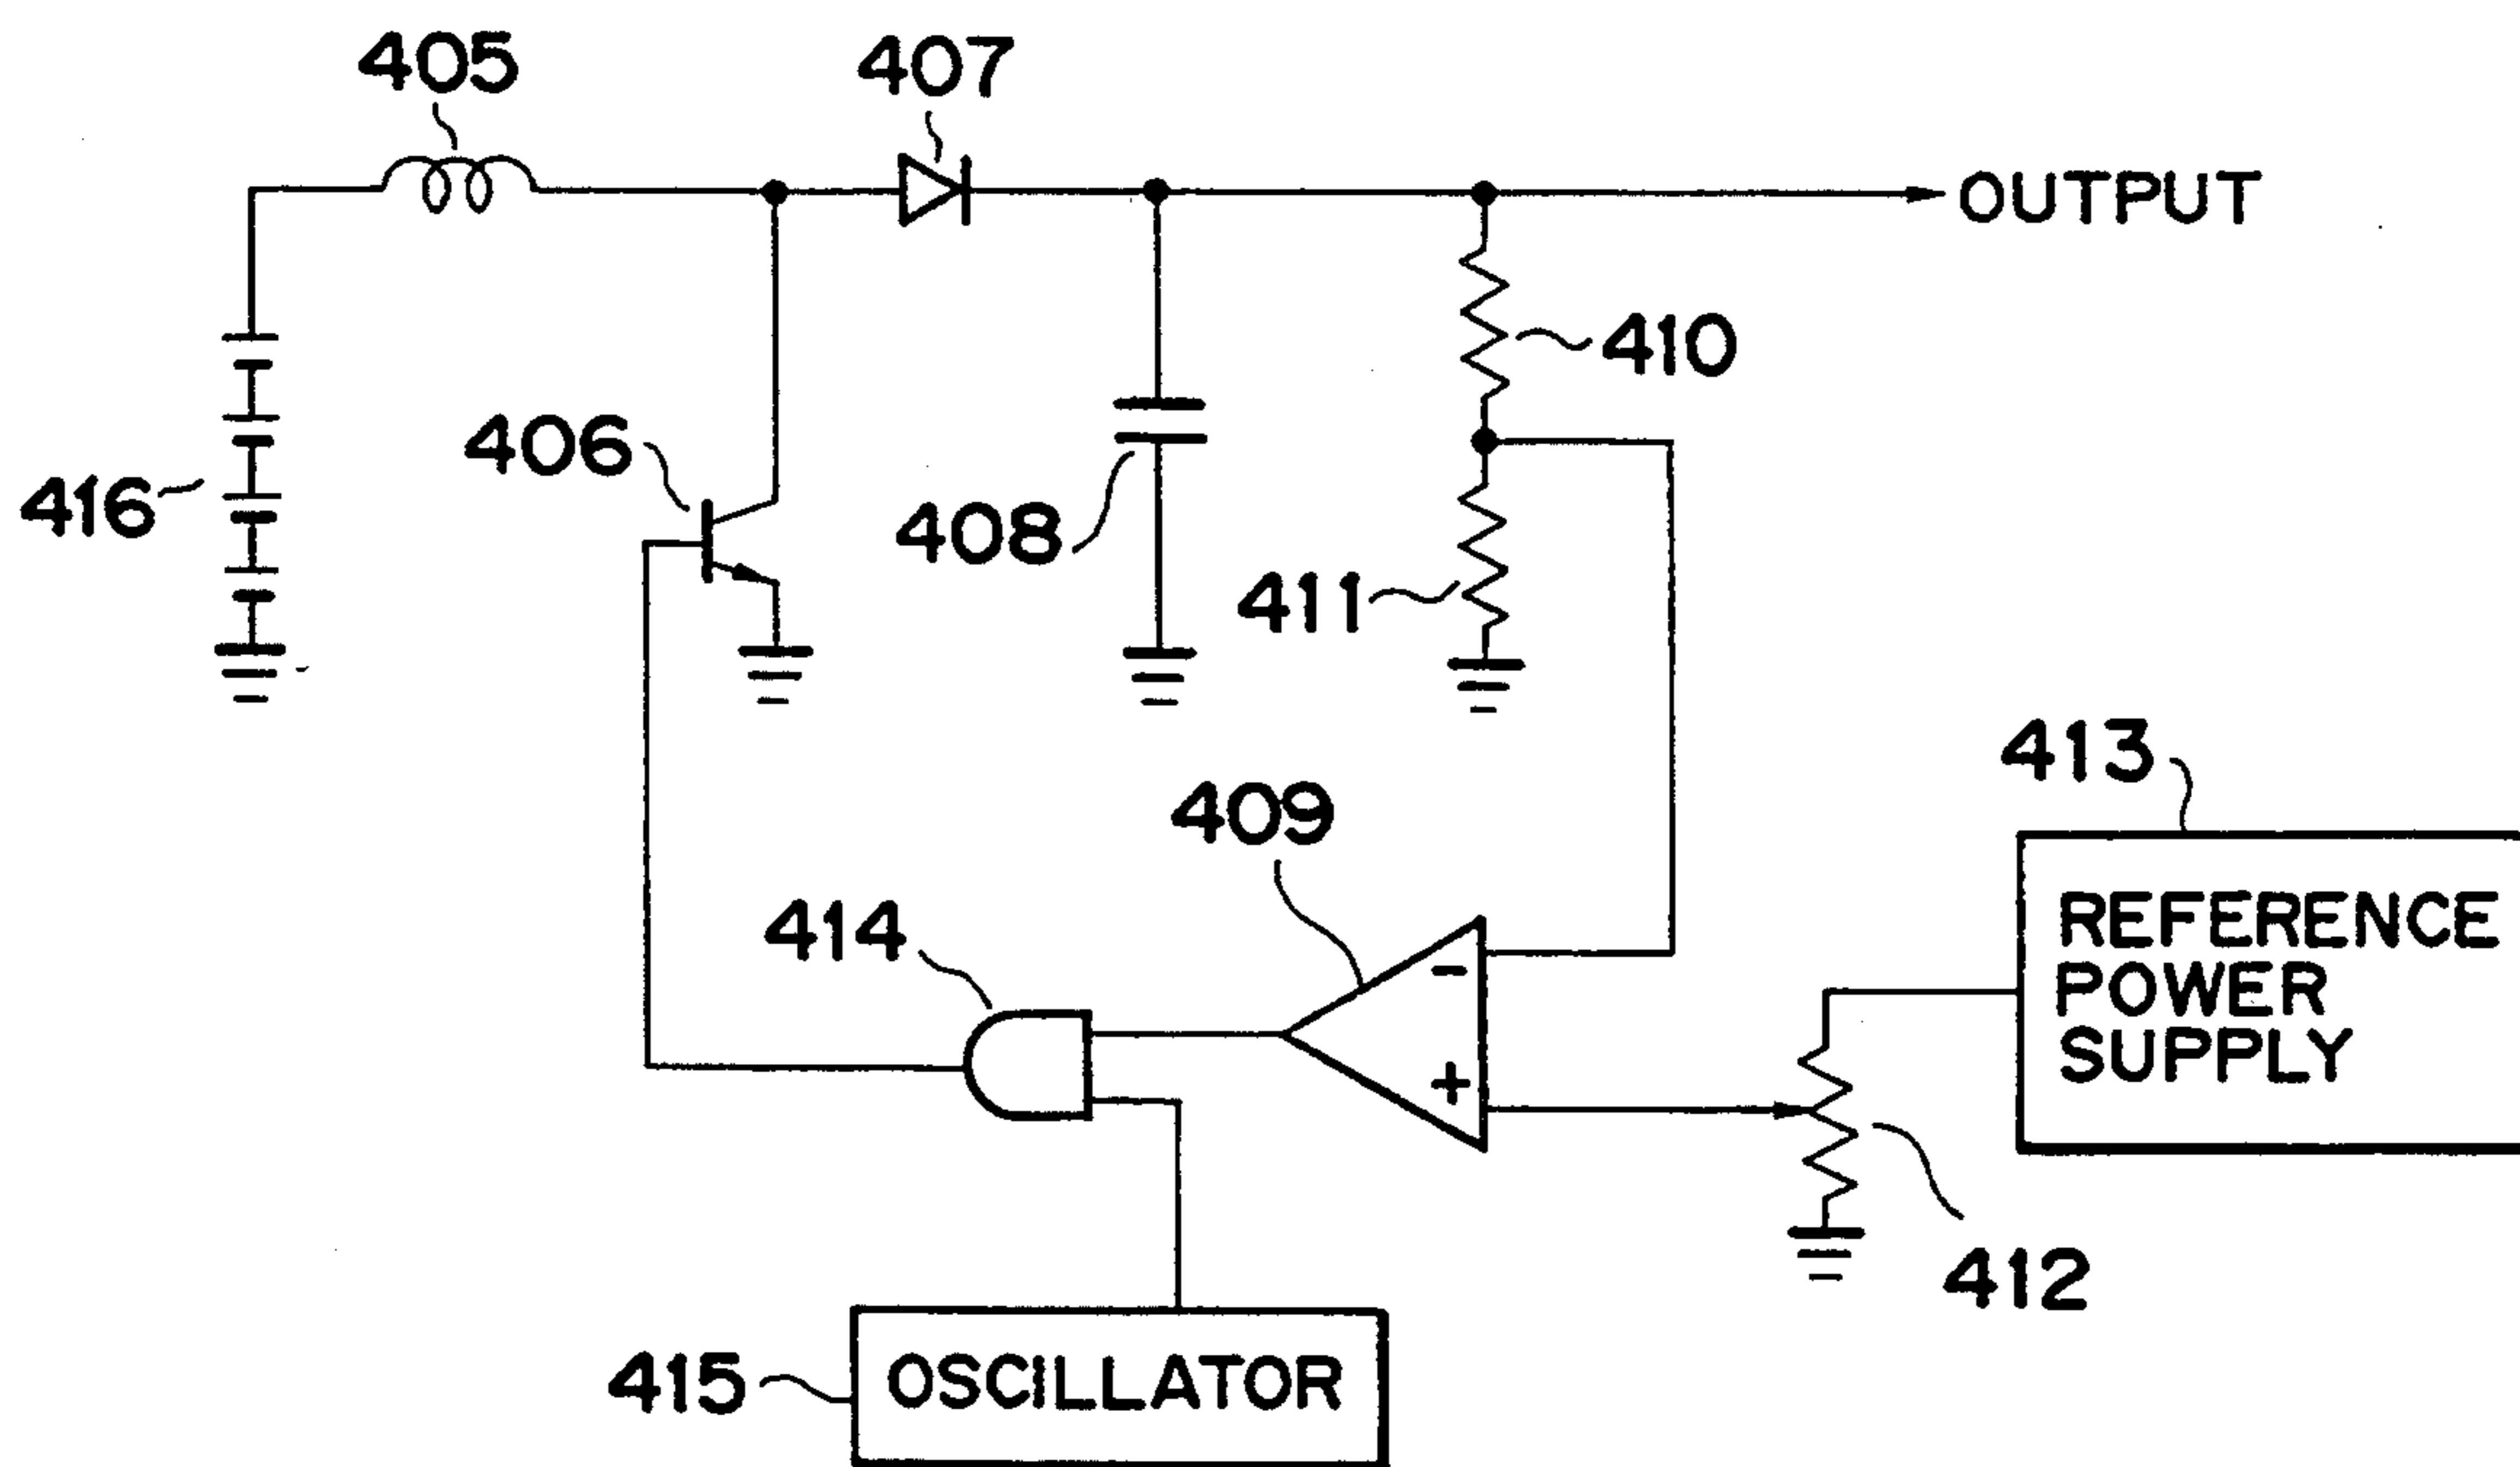 405
407
OUTPUT
410
406
416
408
411
413
409
414
-
+
REFERENCE
POWER
SUPPLY
412
415
OSCILLATOR